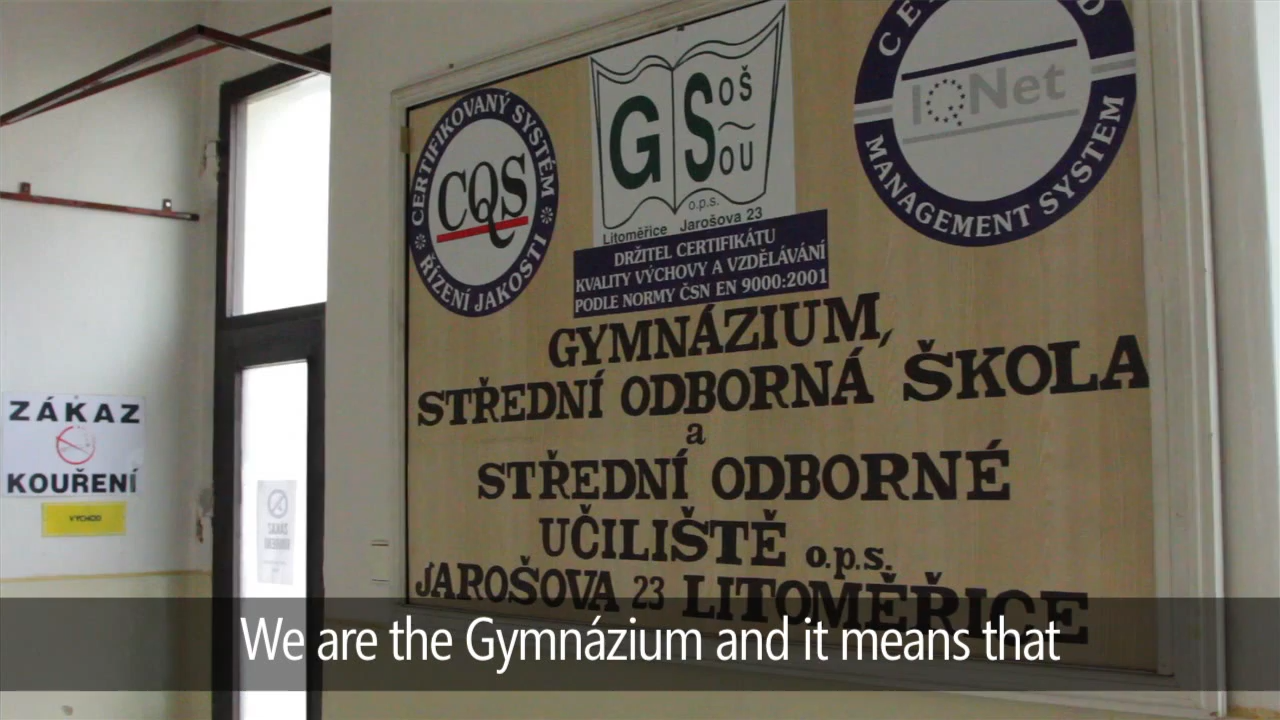 CERTIFIKOVANÝ SYSTÉM
CQS
ŘÍZENÍ JAKOSTI
G S OŠ
OU
o.p.s.
Litoměřice Jarošova 23
DRŽITEL CERTIFIKÁTU
KVALITY VÝCHOVY A VZDĚLÁVÁNÍ
PODLE NORMY ČSN EN 9000:2001
IQNet
MANAGEMENT SYSTEM
GYMNÁZIUM,
STŘEDNÍ ODBORNÁ ŠKOLA
a
STŘEDNÍ ODBORNÉ
UČILIŠTĚ o.p.s.
JAROŠOVA 23 LITOMĚŘICE
ZÁKAZ
KOUŘENÍ
VÝCHOD
We are the Gymnázium and it means that